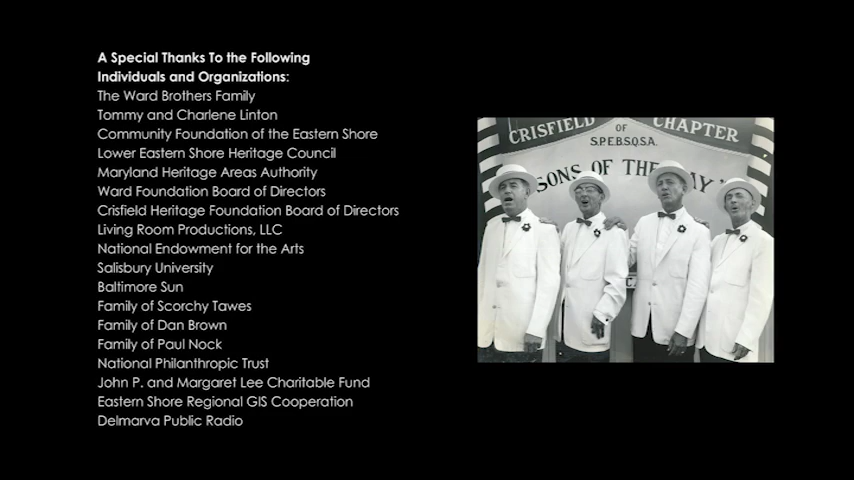 A Special Thanks To the Following
Individuals and Organizations:
The Ward Brothers Family
Tommy and Charlene Linton
Community Foundation of the Eastern Shore
Lower Eastern Shore Heritage Council
Maryland Heritage Areas Authority
Ward Foundation Board of Directors
Crisfield Heritage Foundation Board of Directors
Living Room Productions, LLC
National Endowment for the Arts
Salisbury University
Baltimore Sun
Family of Scorchy Tawes
Family of Dan Brown
Family of Paul Nock
National Philanthropic Trust
John P. and Margaret Lee Charitable Fund
Eastern Shore Regional GIS Cooperation
Delmarva Public Radio
CRISFIELD OF CHAPTER
S.P.E.B.S.Q.S.A.
SONS OF THE